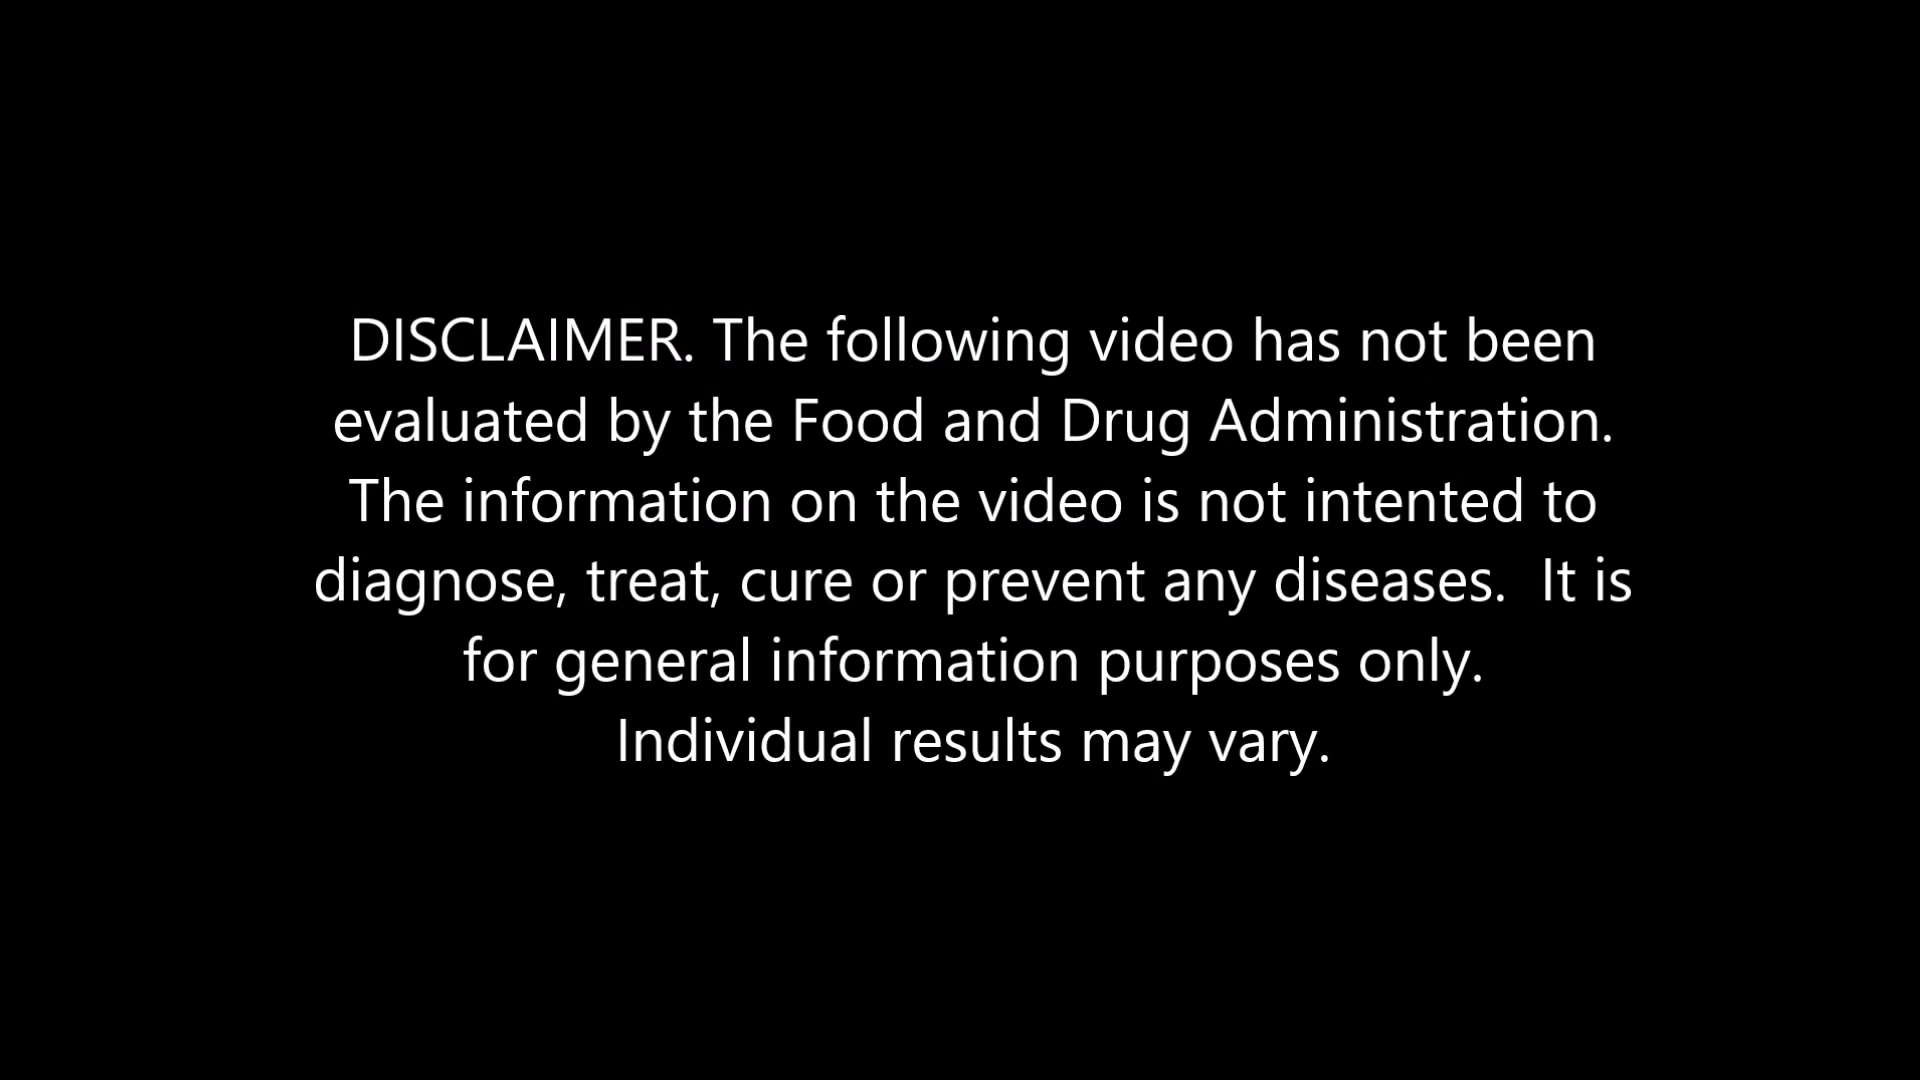 DISCLAIMER. The following video has not been
evaluated by the Food and Drug Administration.
The information on the video is not intented to
diagnose, treat, cure or prevent any diseases.  It is
for general information purposes only.
Individual results may vary.